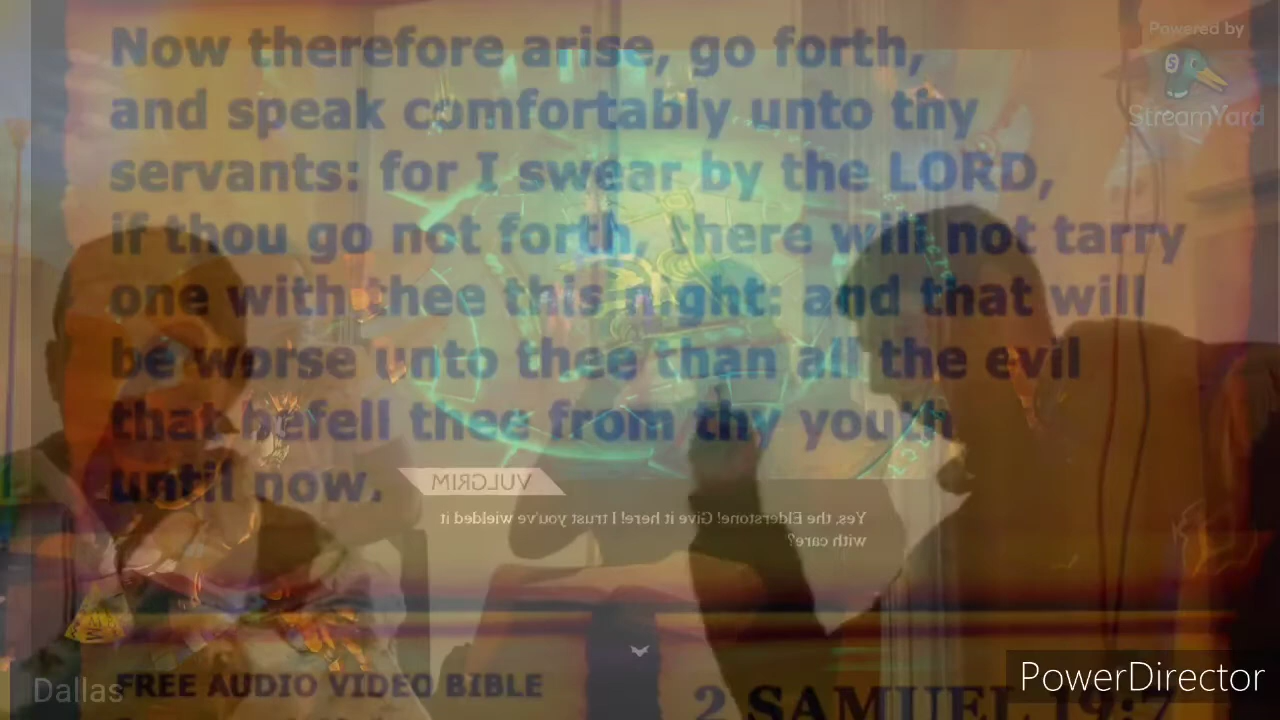 Now therefore arise, go forth,
and speak comfortably unto thy
servants: for I swear by the LORD,
if thou go not forth, there will not tarry
one with thee this night: and that will
be worse unto thee than all the evil
that befell thee from thy youth
until now.
Powered by
StreamYard
VULGRIM
Yes, the Elderstone! Give it here! I trust you've wielded it
with care?
Dallas
FREE AUDIO VIDEO BIBLE
2 SAMUEL 19:7
PowerDirector